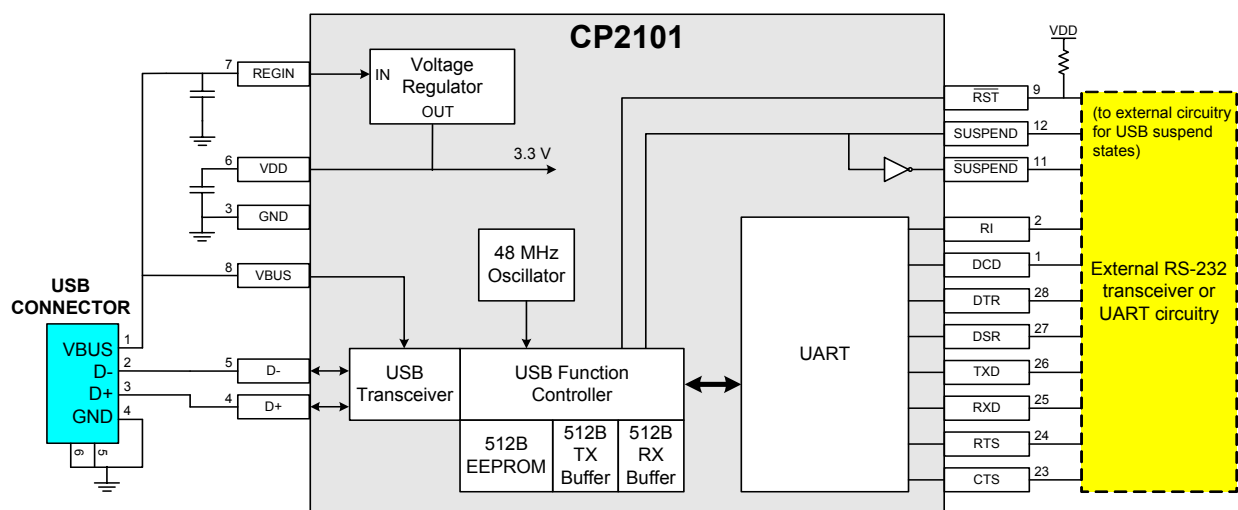 CP2101
VDD
7
REGIN
IN
Voltage
Regulator
OUT
9
RST
(to external circuitry
for USB suspend
states)
12
SUSPEND
11
SUSPEND
6
VDD
3.3 V
3
GND
2
RI
48 MHz
Oscillator
8
VBUS
1
DCD
External RS-232
transceiver or
UART circuitry
USB
CONNECTOR
28
DTR
1
VBUS
2
D-
3
D+
4
GND
6
5
27
DSR
UART
5
D-
4
D+
USB
Transceiver
USB Function
Controller
26
TXD
25
RXD
512B
EEPROM
512B
TX
Buffer
512B
RX
Buffer
24
RTS
23
CTS